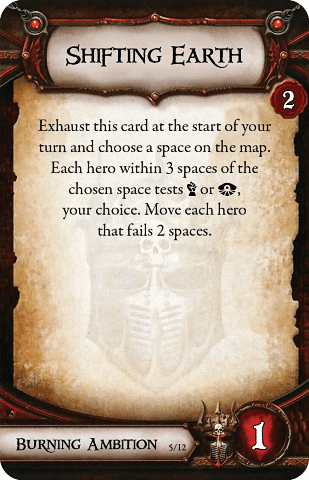 Shifting Earth
2
Exhaust this card at the start of your
turn and choose a space on the map.
Each hero within 3 spaces of the
chosen space tests or ,
your choice. Move each hero
that fails 2 spaces.
Burning Ambition 5/12
1